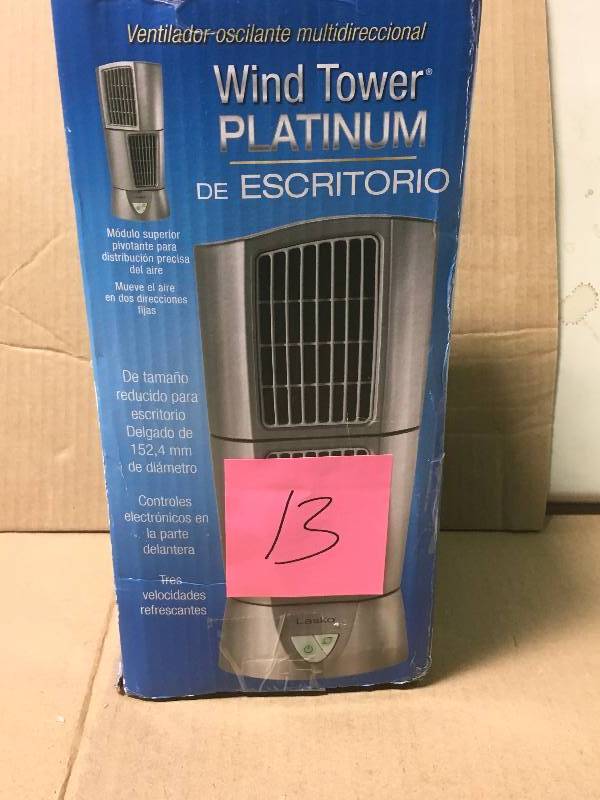 Ventilador oscilante multidireccional
Wind Tower®
PLATINUM
DE ESCRITORIO
Módulo superior
pivotante para
distribución precisa
del aire
Mueve el aire
en dos direcciones
fijas
De tamaño
reducido para
escritorio
Delgado de
152,4 mm
de diámetro
Controles
electrónicos en
la parte
delantera
Tres
velocidades
refrescantes
13
Lasko